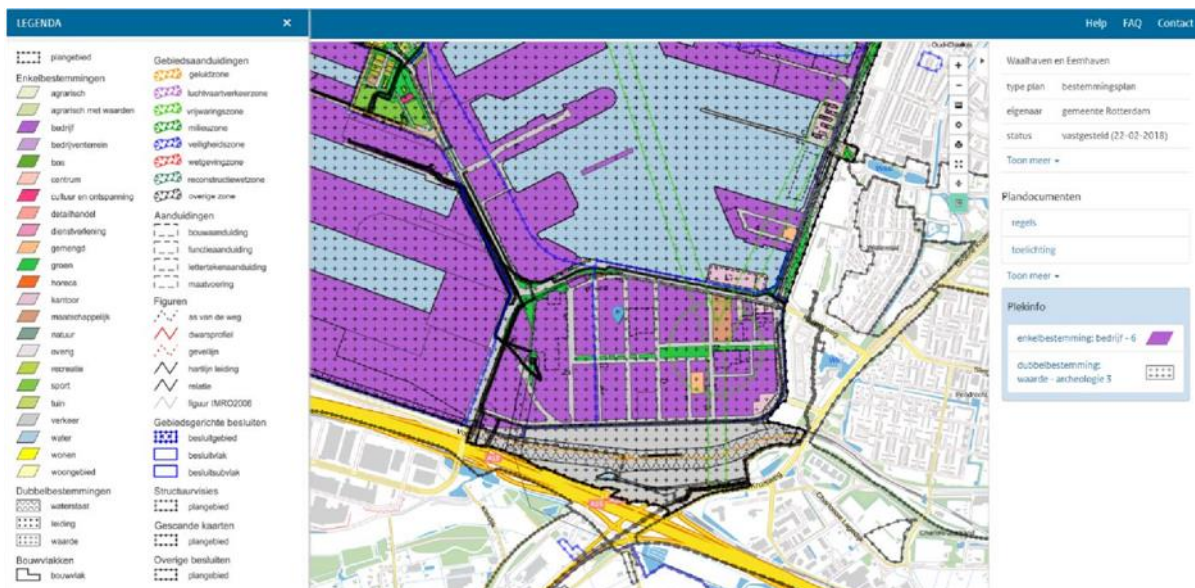 LEGENDA ×
Help FAQ Contact
plangebied
Enkelbestemmingen
agrarisch
agrarisch met waarden
bedrijf
bedrijventerrein
bos
centrum
cultuur en ontspanning
detailhandel
dienstverlening
gemengd
groen
horeca
kantoor
maatschappelijk
natuur
overig
recreatie
sport
tuin
verkeer
water
wonen
woongebied
Dubbelbestemmingen
waterstaat
leiding
waarde
Bouwvlakken
bouwvlak
Gebiedsaanduidingen
geluidzone
luchtvaartverkeerzone
vrijwaringszone
milieuzone
veiligheidszone
wetgevingzone
reconstructiewetzone
overige zone
Aanduidingen
bouwaanduiding
functieaanduiding
lettertekenaanduiding
maatvoering
Figuren
as van de weg
dwarsprofiel
gevellijn
hartlijn leiding
relatie
figuur IMRO2006
Gebiedsgerichte besluiten
besluitgebied
besluitvlak
besluitsubvlak
Structuurvisies
plangebied
Gescande kaarten
plangebied
Overige besluiten
plangebied
A15
Waalhaven en Eemhaven
type plan bestemmingsplan
eigenaar gemeente Rotterdam
status vastgesteld (22-02-2018)
Toon meer
Plandocumenten
regels
toelichting
Toon meer
Plekinfo
enkelbestemming: bedrijf - 6
dubbelbestemming:
waarde - archeologie 3